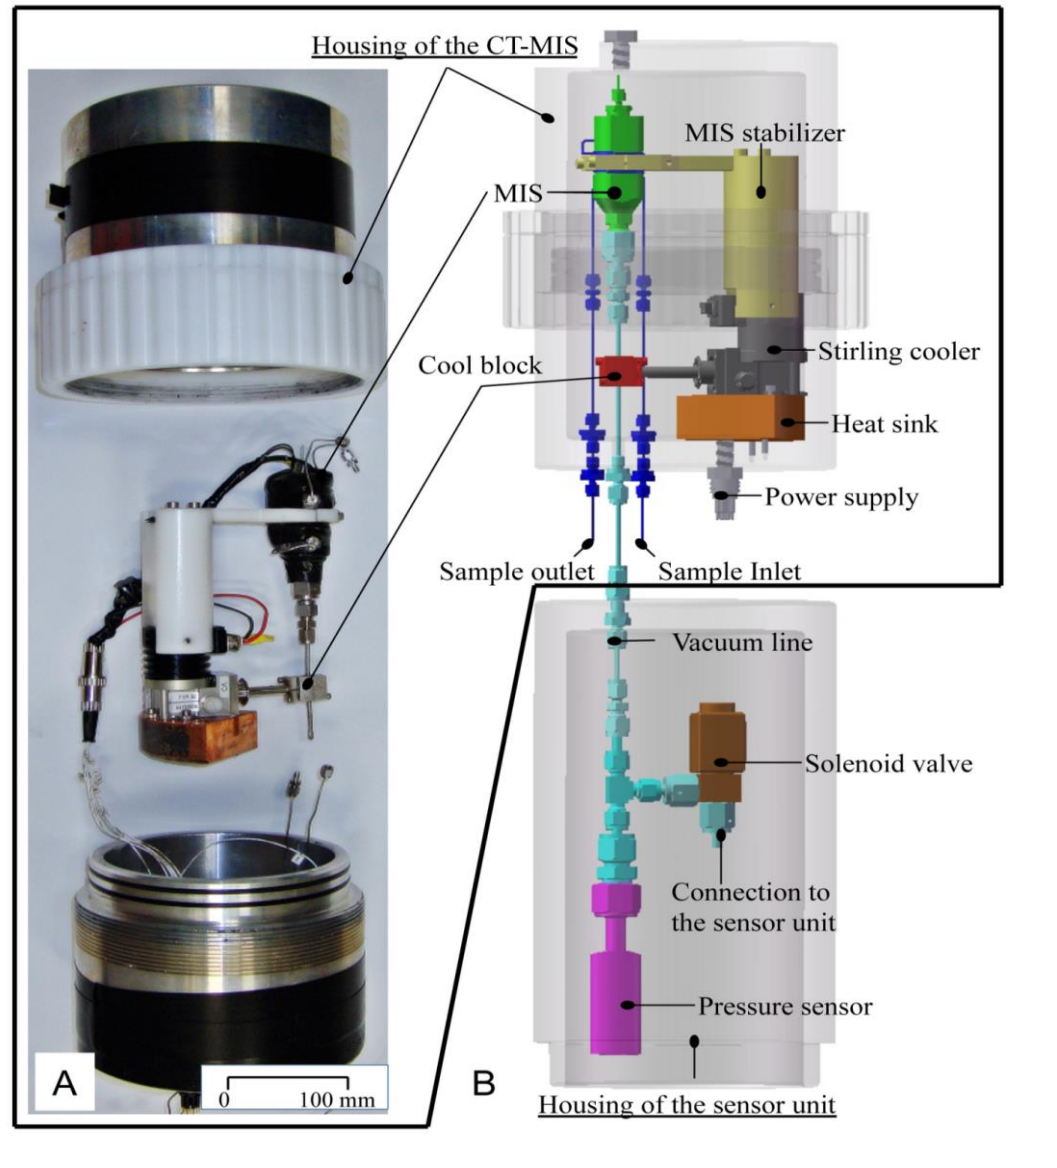 Housing of the CT-MIS
MIS stabilizer
MIS
Stirling cooler
Cool block
Heat sink
Power supply
Sample outlet
Sample Inlet
Vacuum line
Solenoid valve
Connection to
the sensor unit
Pressure sensor
A
0
100 mm
B
Housing of the sensor unit